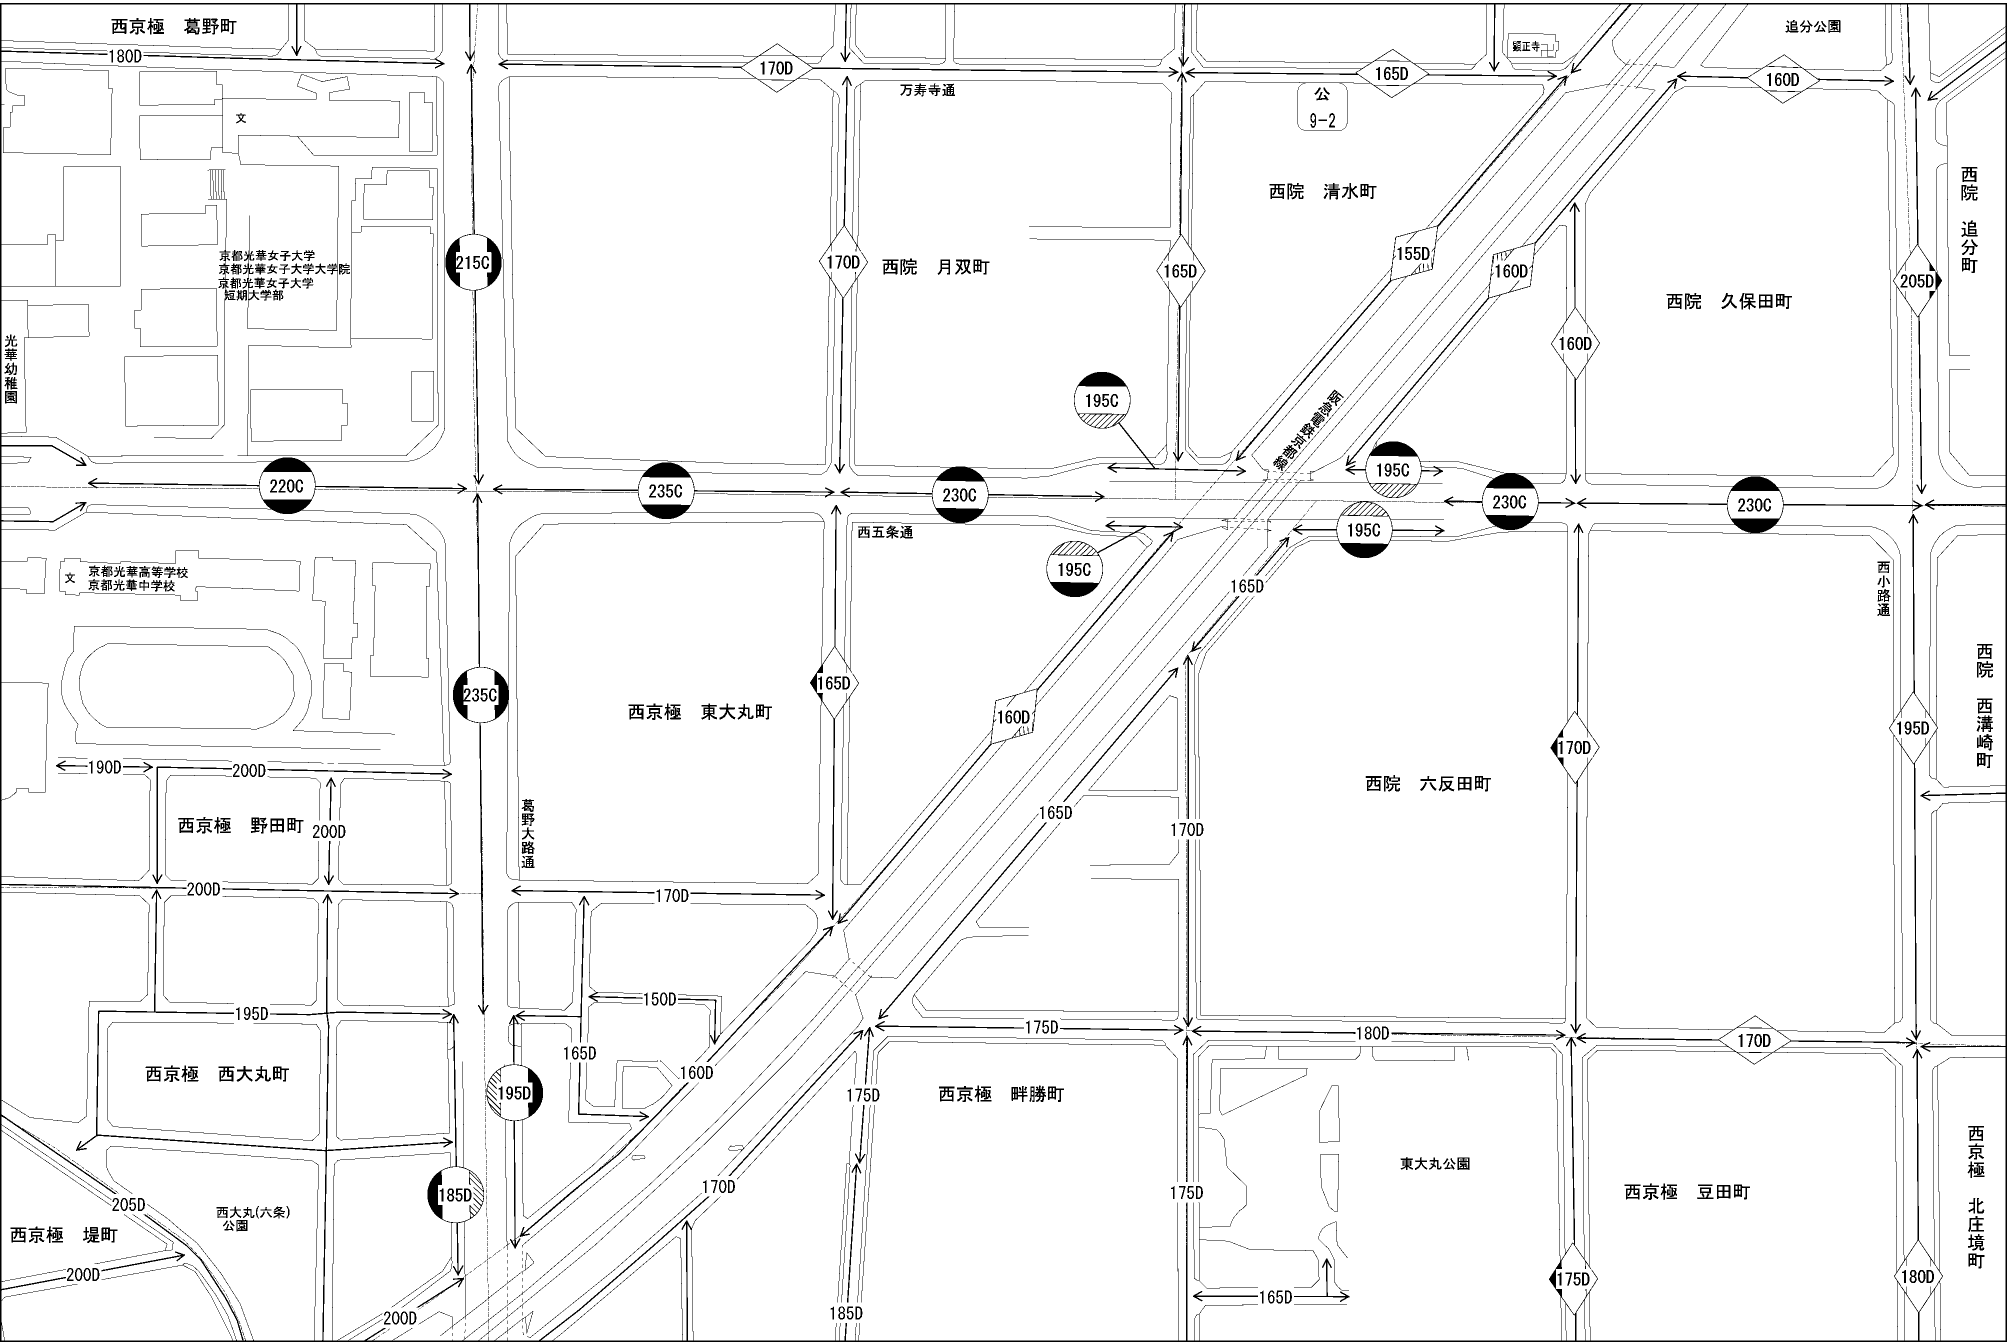 西京極　葛野町
180D
170D
万寿寺通
165D
公
9-2
顕正寺
追分公園
160D
文
西院　清水町
西院　追分町
京都光華女子大学
京都光華女子大学大学院
京都光華女子大学
短期大学部
215C
170D
西院　月双町
165D
155D
160D
205D
西院　久保田町
光華幼稚園
160D
195C
阪急電鉄京都線
220C
235C
230C
195C
230C
230C
西五条通
195C
195C
文
京都光華高等学校
京都光華中学校
165D
西小路通
235C
165D
西京極　東大丸町
160D
170D
195D
西院　西溝崎町
190D
200D
西院　六反田町
西京極　野田町
200D
葛野大路通
165D
170D
200D
170D
195D
150D
175D
180D
170D
165D
西京極　西大丸町
160D
195D
175D
西京極　畔勝町
東大丸公園
西京極　北庄境町
185D
170D
175D
西京極　豆田町
205D
西大丸(六条)
公園
西京極　堤町
200D
175D
180D
165D
200D
185D